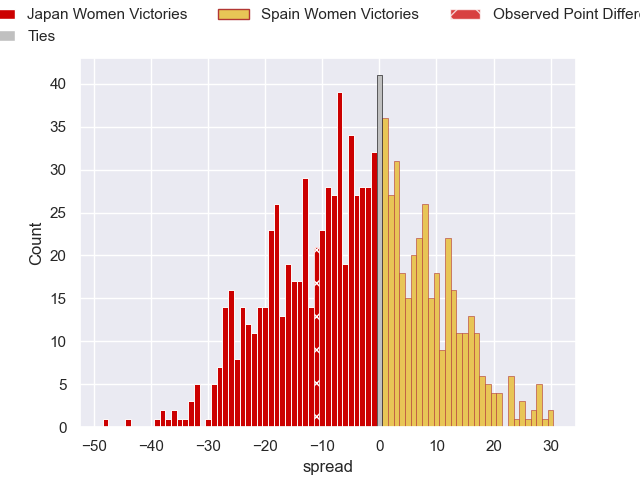 Japan Women Victories Spain Women Victories Observed Point Differ
Ties
40
35
30
25
20
15
10
5
0
Count
−50 −40 −30 −20 −10 0 10 20 30
spread